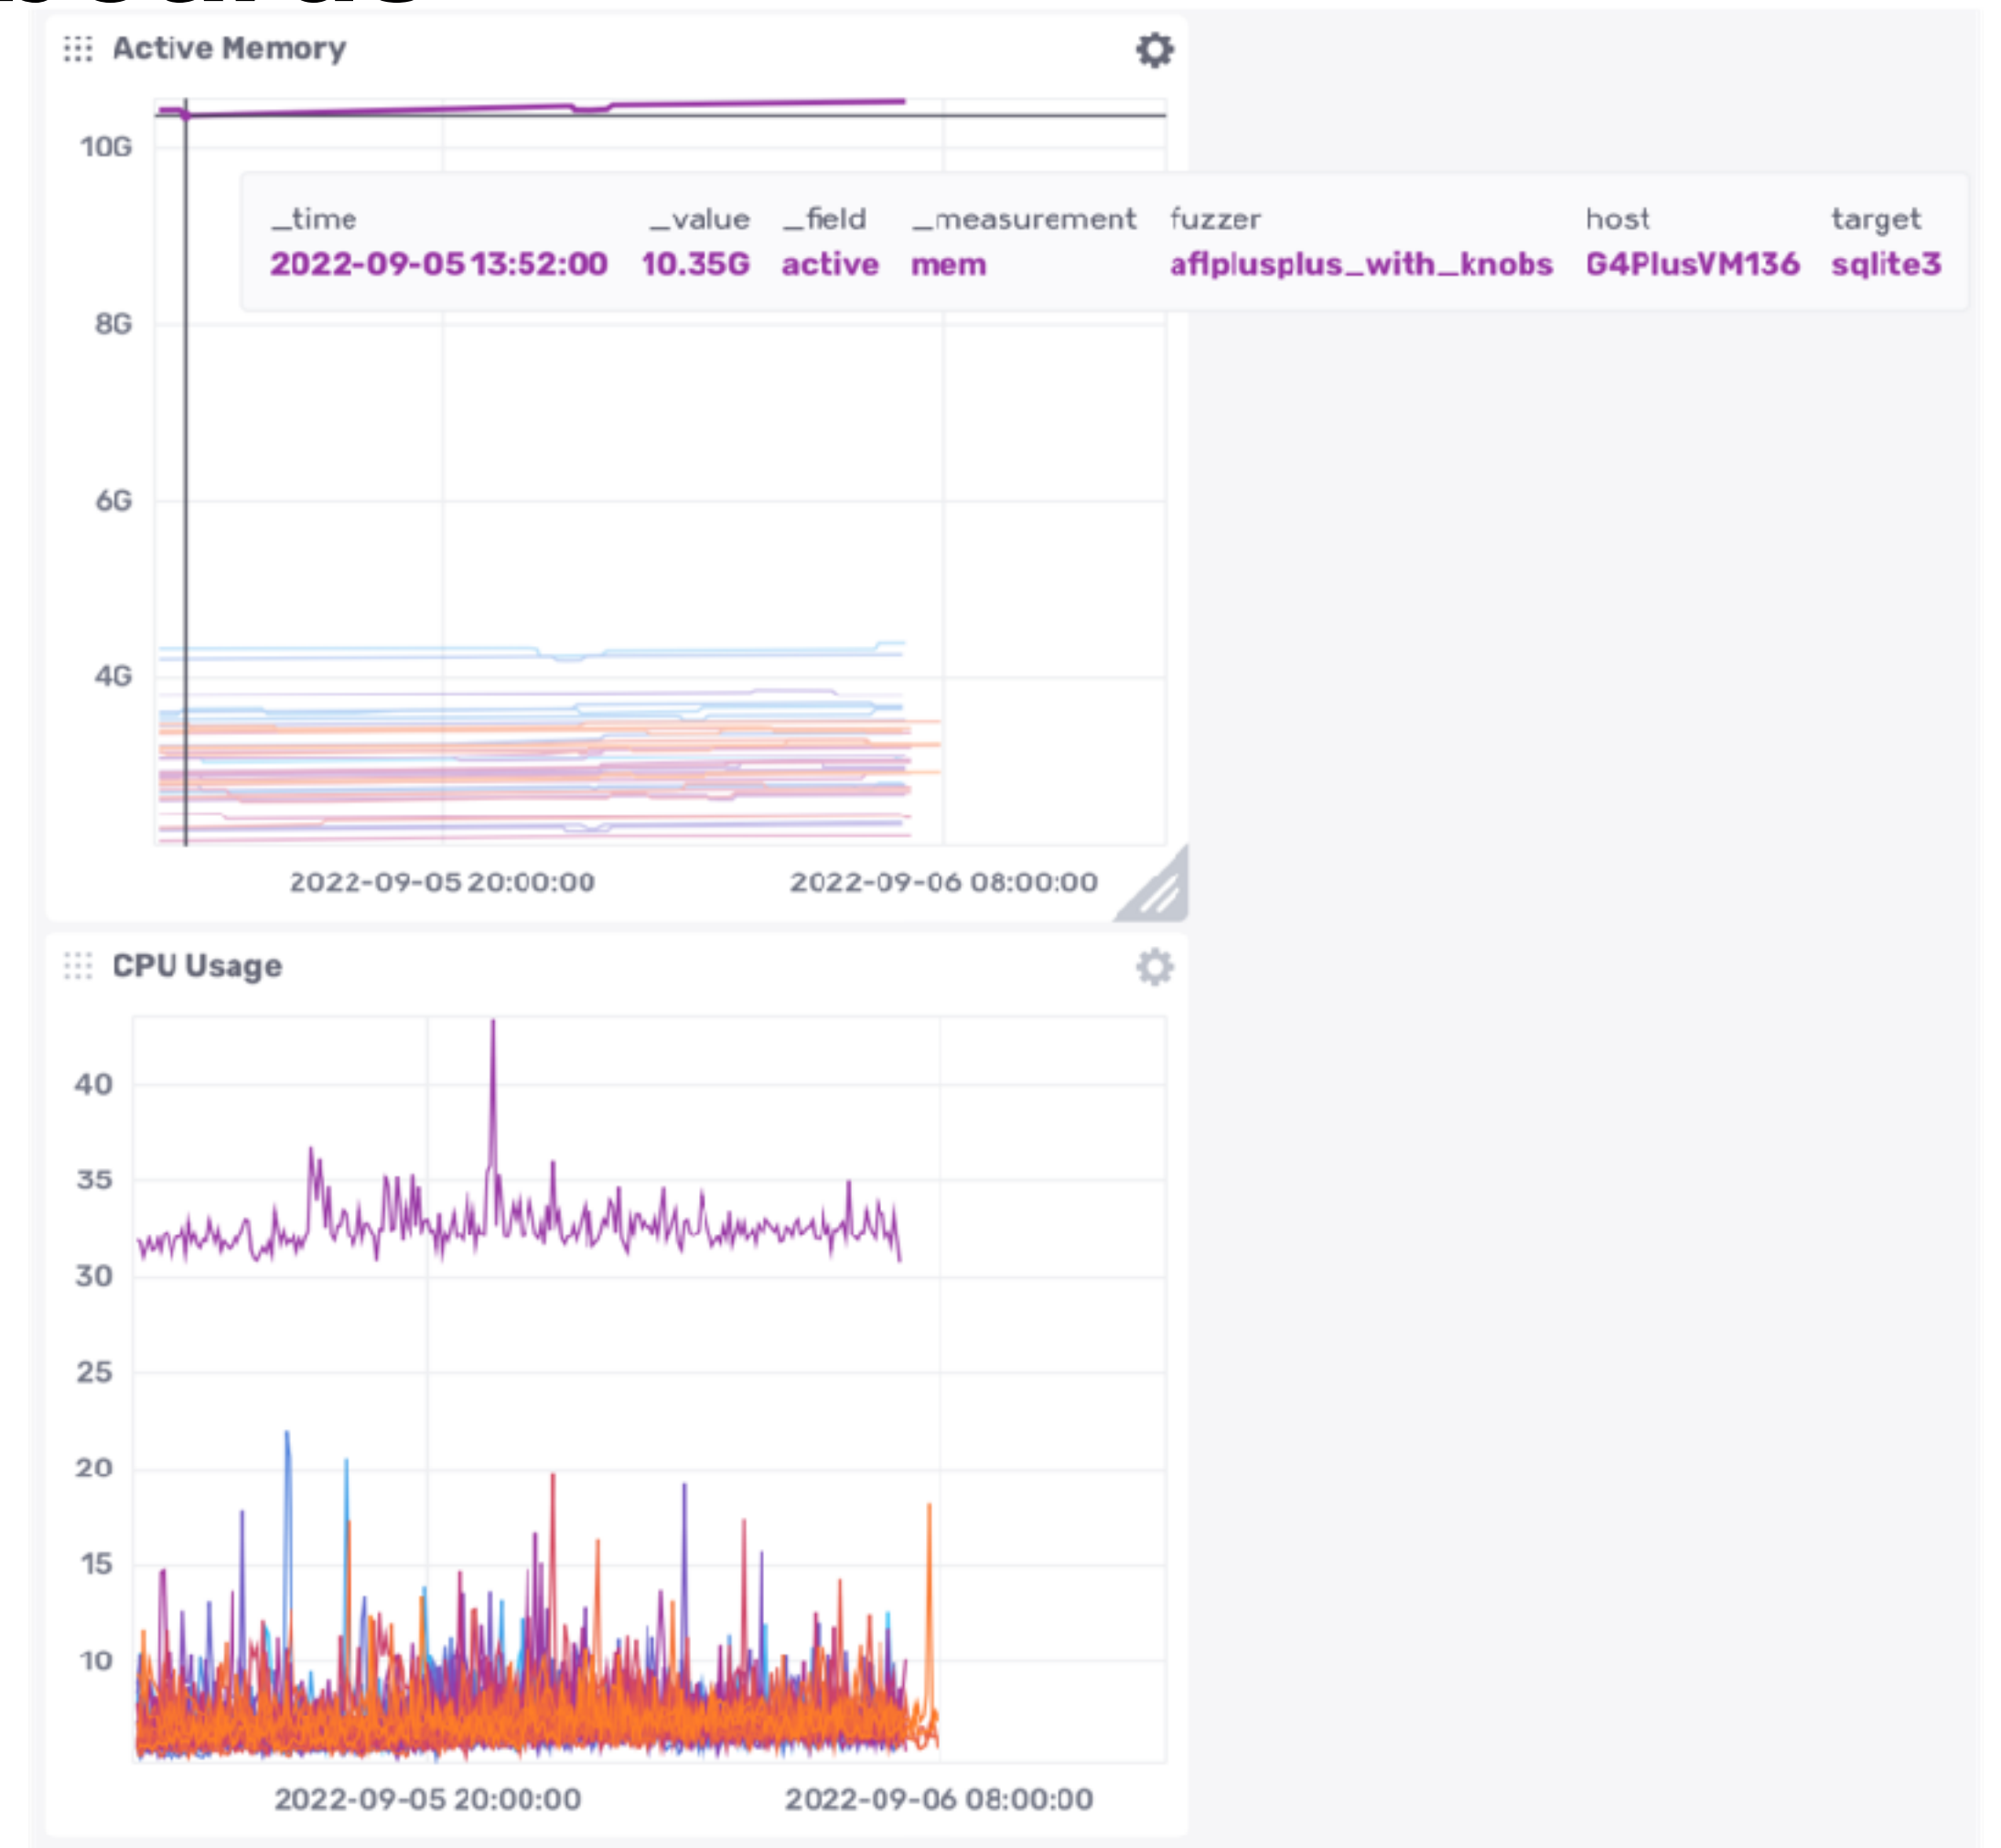 Active Memory
10G
_time _value _field _measurement fuzzer host target
2022-09-05 13:52:00 10.35G active mem aflplusplus_with_knobs G4PlusVM136 sqlite3
8G
6G
4G
2022-09-05 20:00:00 2022-09-06 08:00:00
CPU Usage
40
35
30
25
20
15
10
2022-09-05 20:00:00 2022-09-06 08:00:00